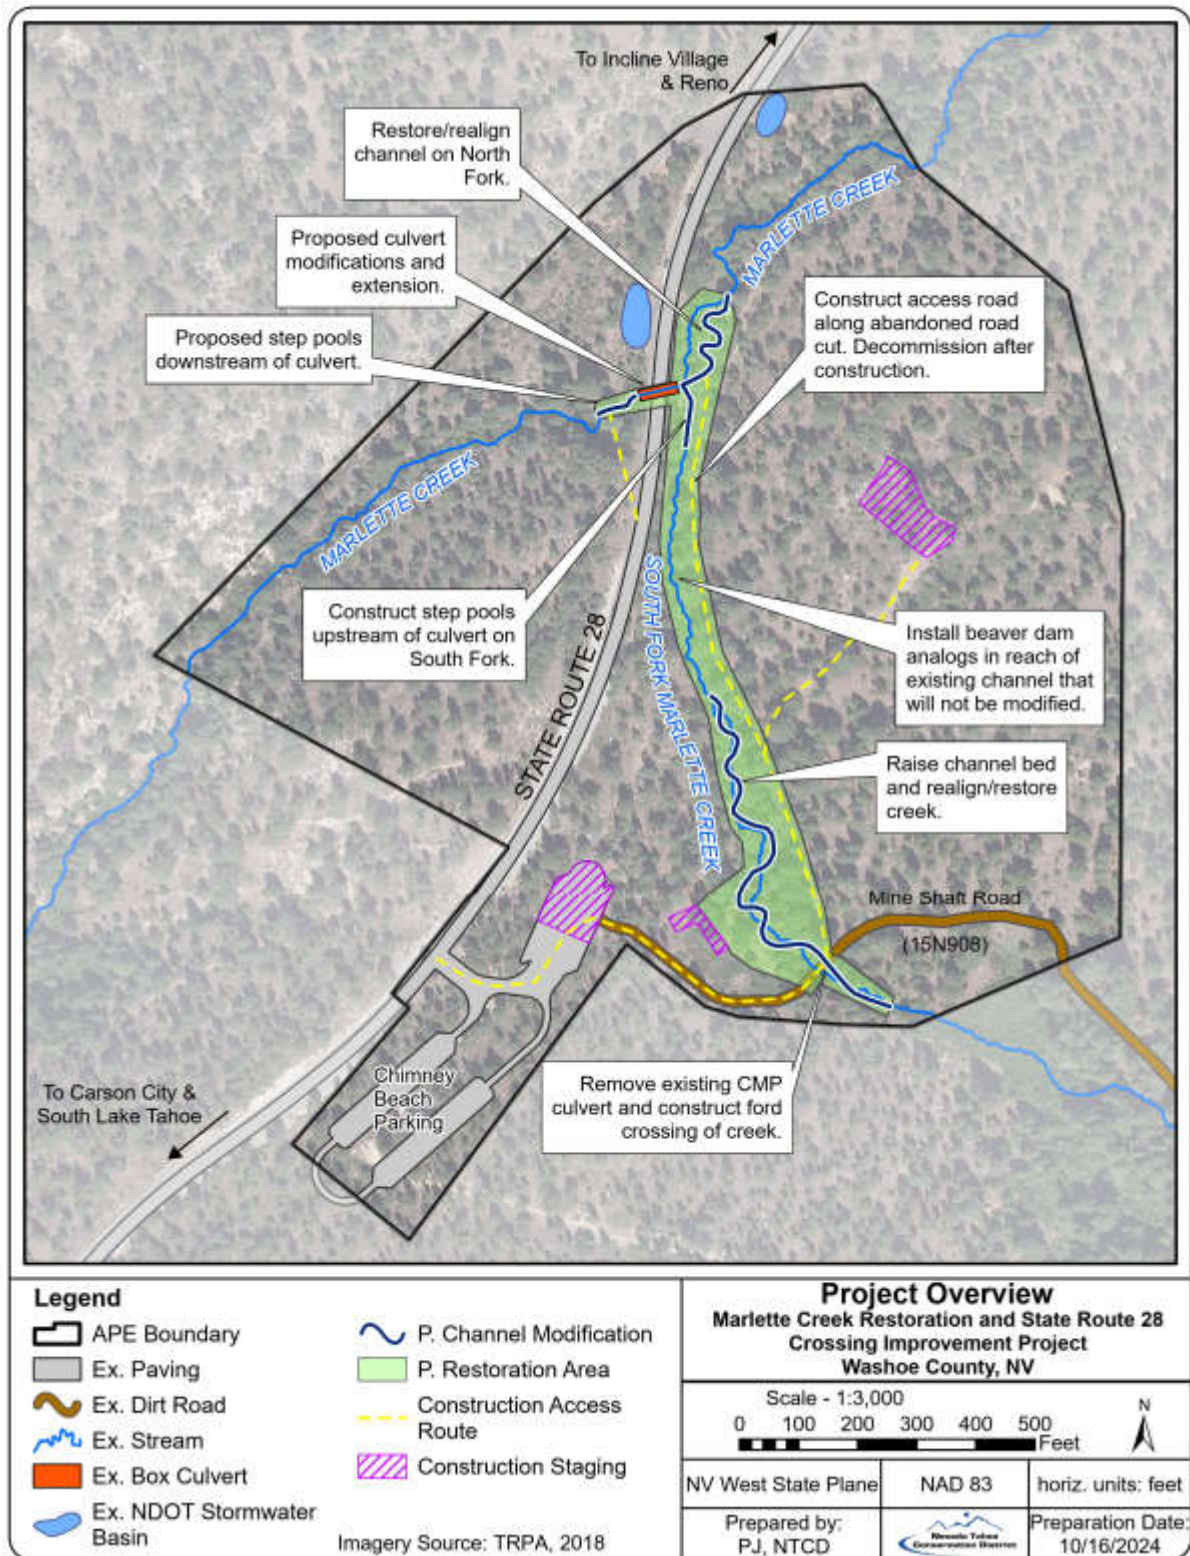 To Incline Village
& Reno
Restore/realign
channel on North
Fork.
MARLETTE CREEK
Proposed culvert
modifications and
extension.
Construct access road
along abandoned road
cut. Decommission after
construction.
Proposed step pools
downstream of culvert.
MARLETTE CREEK
Construct step pools
upstream of culvert on
South Fork.
SOUTH FORK MARLETTE CREEK
STATE ROUTE 28
Install beaver dam
analogs in reach of
existing channel that
will not be modified.
Raise channel bed
and realign/restore
creek.
Mine Shaft Road
(15N908)
Chimney
Beach
Parking
To Carson City &
South Lake Tahoe
Remove existing CMP
culvert and construct ford
crossing of creek.
Legend
APE Boundary
Ex. Paving
Ex. Dirt Road
Ex. Stream
Ex. Box Culvert
Ex. NDOT Stormwater
Basin
P. Channel Modification
P. Restoration Area
Construction Access
Route
Construction Staging
Imagery Source: TRPA, 2018
Project Overview
Marlette Creek Restoration and State Route 28
Crossing Improvement Project
Washoe County, NV
Scale - 1:3,000
0 100 200 300 400 500
Feet
N
NV West State Plane
NAD 83
horiz. units: feet
Prepared by:
PJ, NTCD
Nevada Tahoe
Conservation District
Preparation Date:
10/16/2024